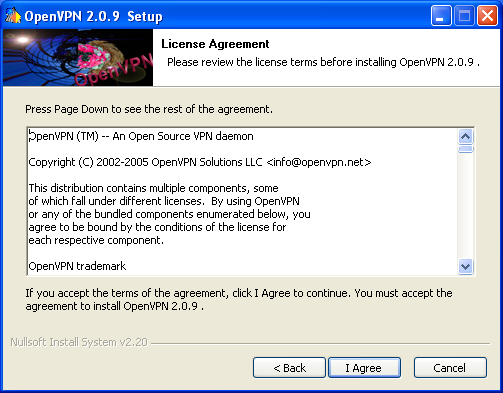 OpenVPN 2.0.9 Setup
OpenVPN
License Agreement
Please review the license terms before installing OpenVPN 2.0.9 .
Press Page Down to see the rest of the agreement.
OpenVPN (TM) -- An Open Source VPN daemon
Copyright (C) 2002-2005 OpenVPN Solutions LLC <info@openvpn.net>
This distribution contains multiple components, some
of which fall under different licenses.  By using OpenVPN
or any of the bundled components enumerated below, you
agree to be bound by the conditions of the license for
each respective component.
OpenVPN trademark
If you accept the terms of the agreement, click I Agree to continue. You must accept the
agreement to install OpenVPN 2.0.9 .
Nullsoft Install System v2.20
< Back
I Agree
Cancel